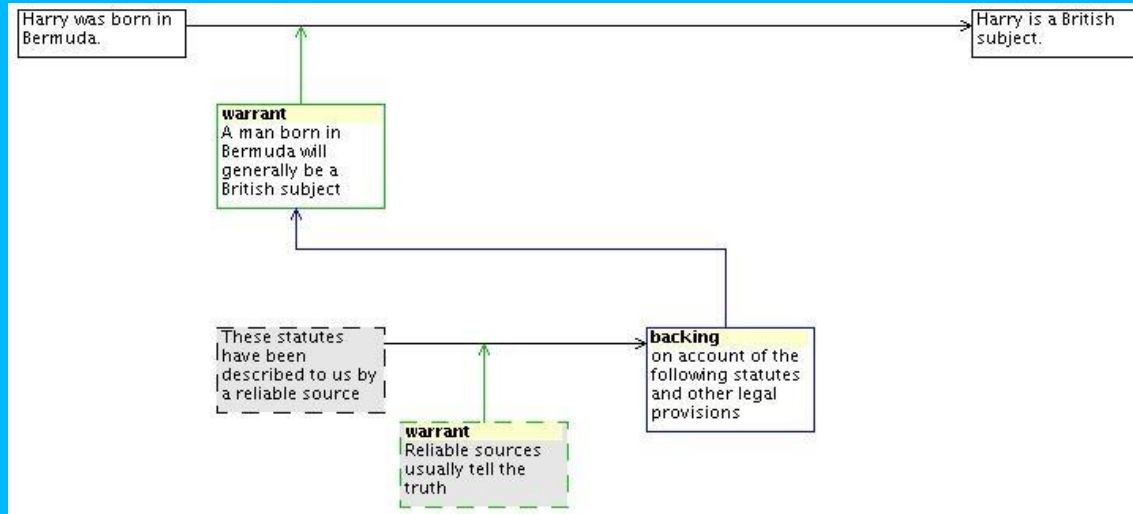 Harry was born in
Bermuda.
Harry is a British
subject.
warrant
A man born in
Bermuda will
generally be a
British subject
These statutes
have been
described to us by
a reliable source
backing
on account of the
following statutes
and other legal
provisions
warrant
Reliable sources
usually tell the
truth